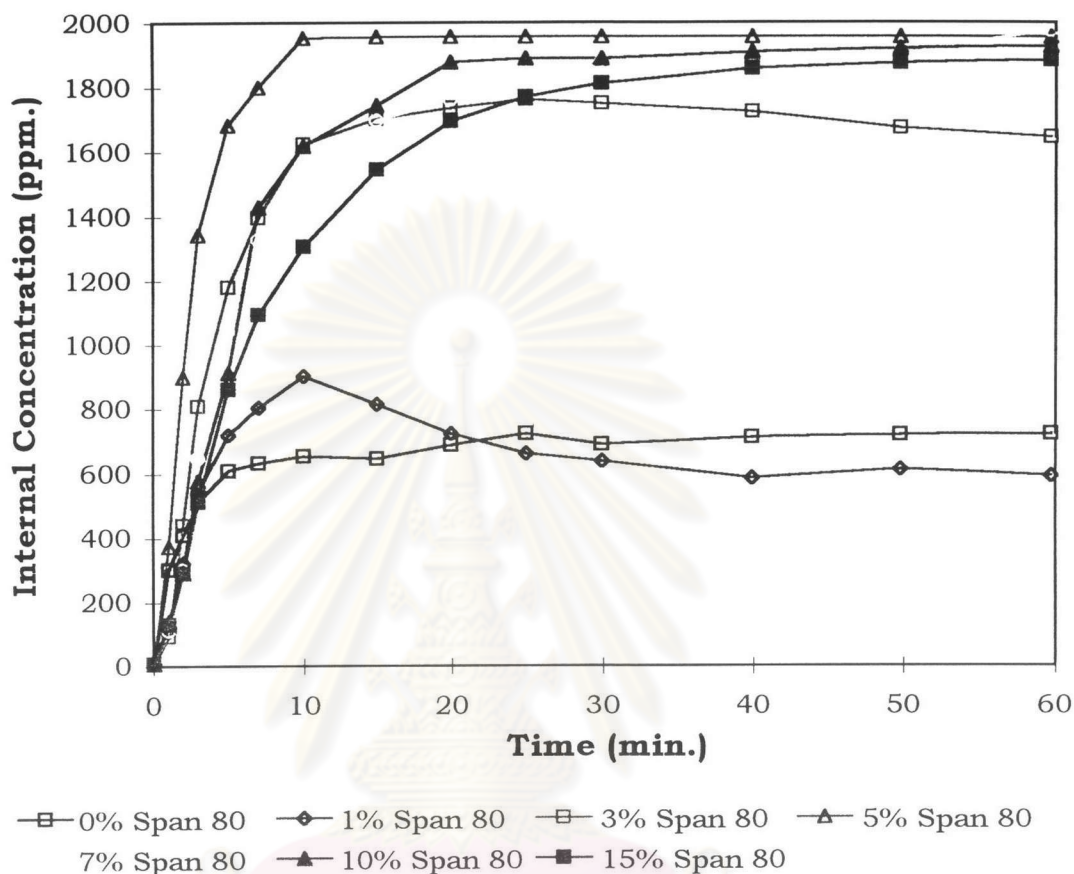 Internal Concentration (ppm.)
2000
1800
1600
1400
1200
1000
800
600
400
200
0
0 10 20 30 40 50 60
Time (min.)
0% Span 80 1% Span 80 3% Span 80 5% Span 80
7% Span 80 10% Span 80 15% Span 80